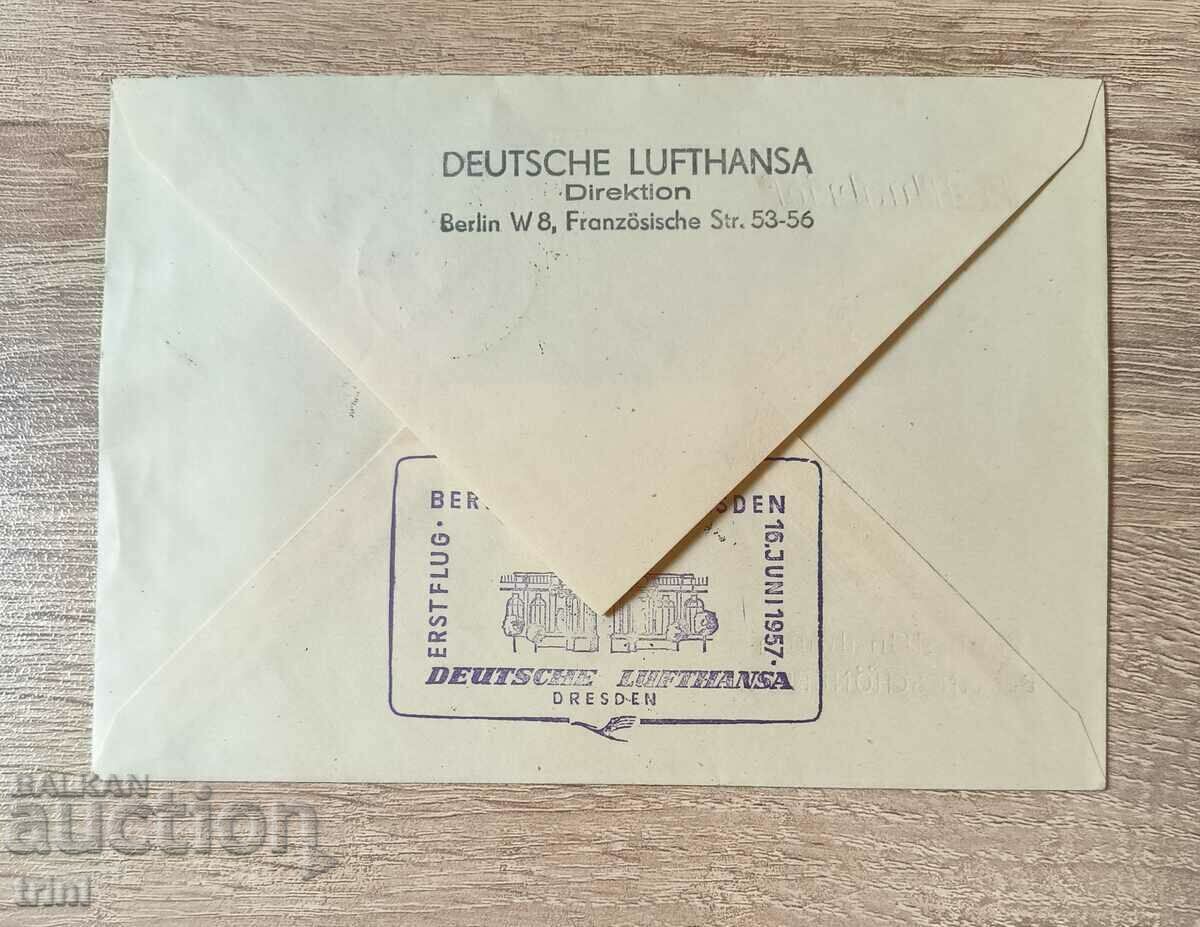 DEUTSCHE LUFTHANSA
Direktion
Berlin W 8, Französische Str. 53-56
ERSTFLUG · BER SDEN 16. JUNI 1957 ·
DEUTSCHE LUFTHANSA
DRESDEN
BALKAN
auction
trini